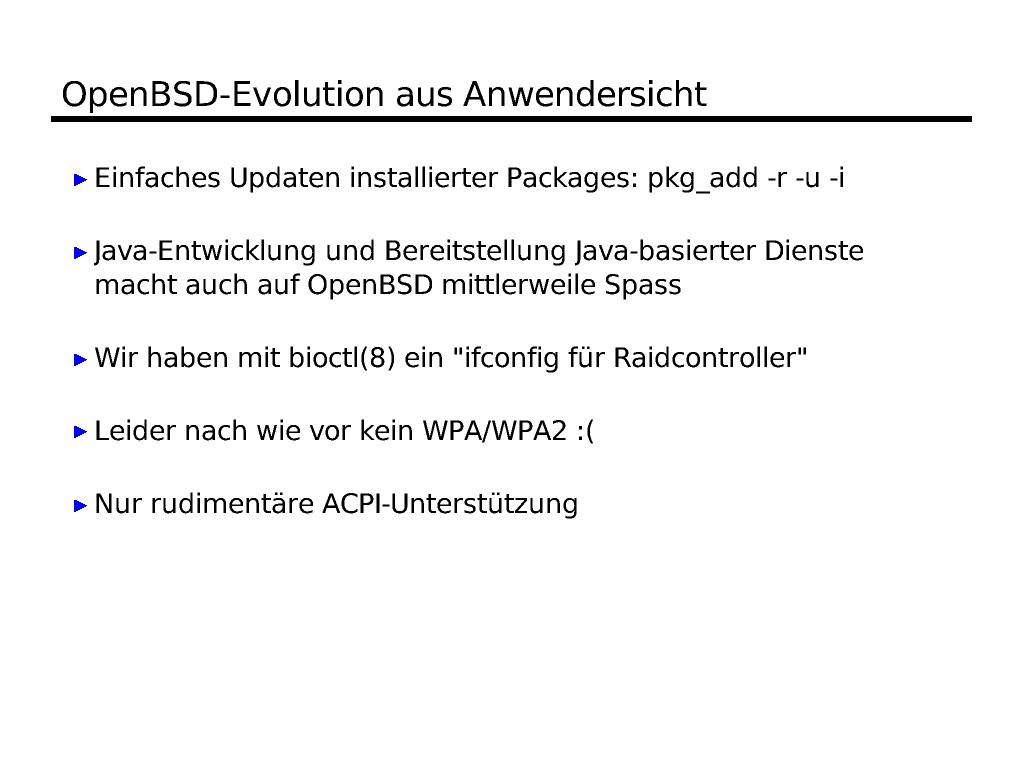 OpenBSD-Evolution aus Anwendersicht
Einfaches Updaten installierter Packages: pkg_add -r -u -i
Java-Entwicklung und Bereitstellung Java-basierter Dienste
macht auch auf OpenBSD mittlerweile Spass
Wir haben mit bioctl(8) ein "ifconfig für Raidcontroller"
Leider nach wie vor kein WPA/WPA2 :(
Nur rudimentäre ACPI-Unterstützung